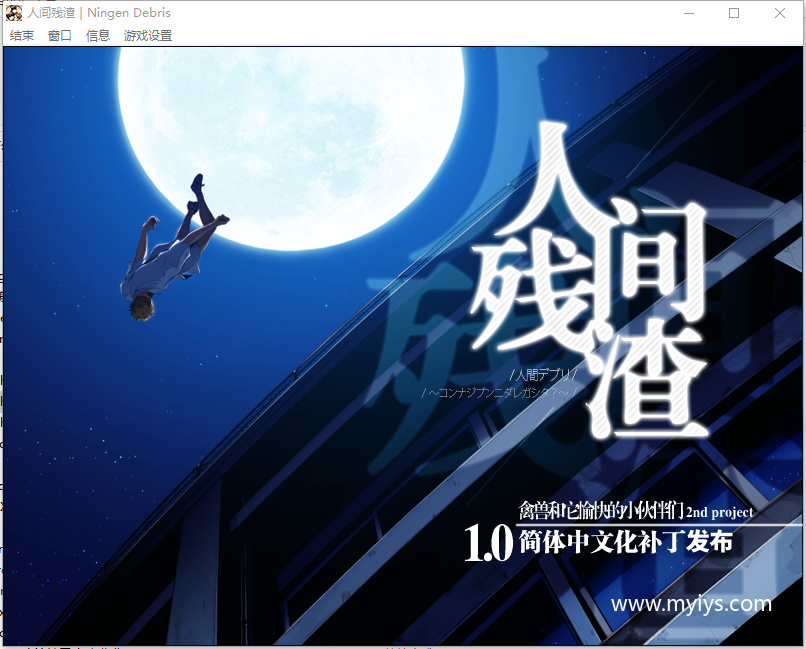 人间残渣 | Ningen Debris
结束 窗口 信息 游戏设置
人间
残渣
/人間デブリ/
/～コンナジブンニダレガシタ？～/
禽兽和它愉快的小伙伴们 2nd project
1.0 简体中文化补丁发布
www.myiys.com